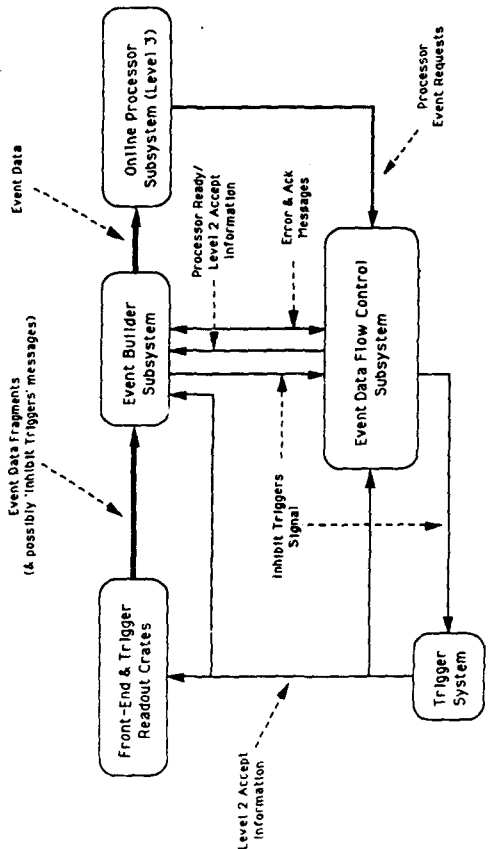 Event Data Fragments
(& possibly 'Inhibit Triggers' messages)
Event Data
Front-End & Trigger
Readout Crates
Event Builder
Subsystem
Online Processor
Subsystem (Level 3)
Processor Ready/
Level 2 Accept
Information
Level 2 Accept
Information
Inhibit Triggers
Signal
Error & Ack
Messages
Processor
Event Requests
Trigger
System
Event Data Flow Control
Subsystem